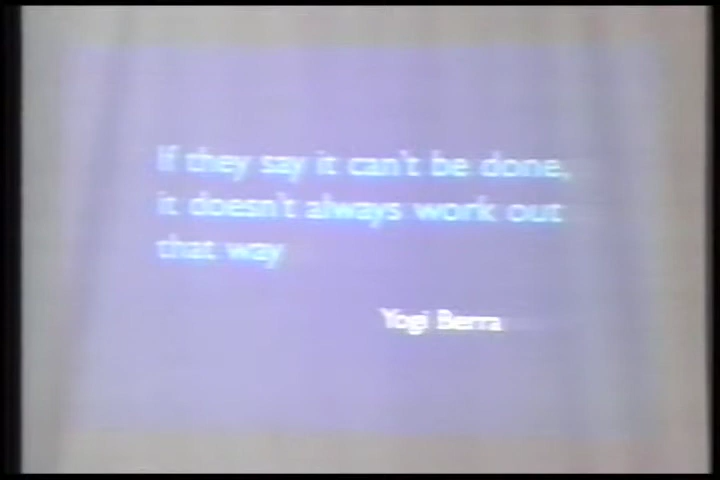 If they say it can't be done,
it doesn't always work out
that way
Yogi Berra